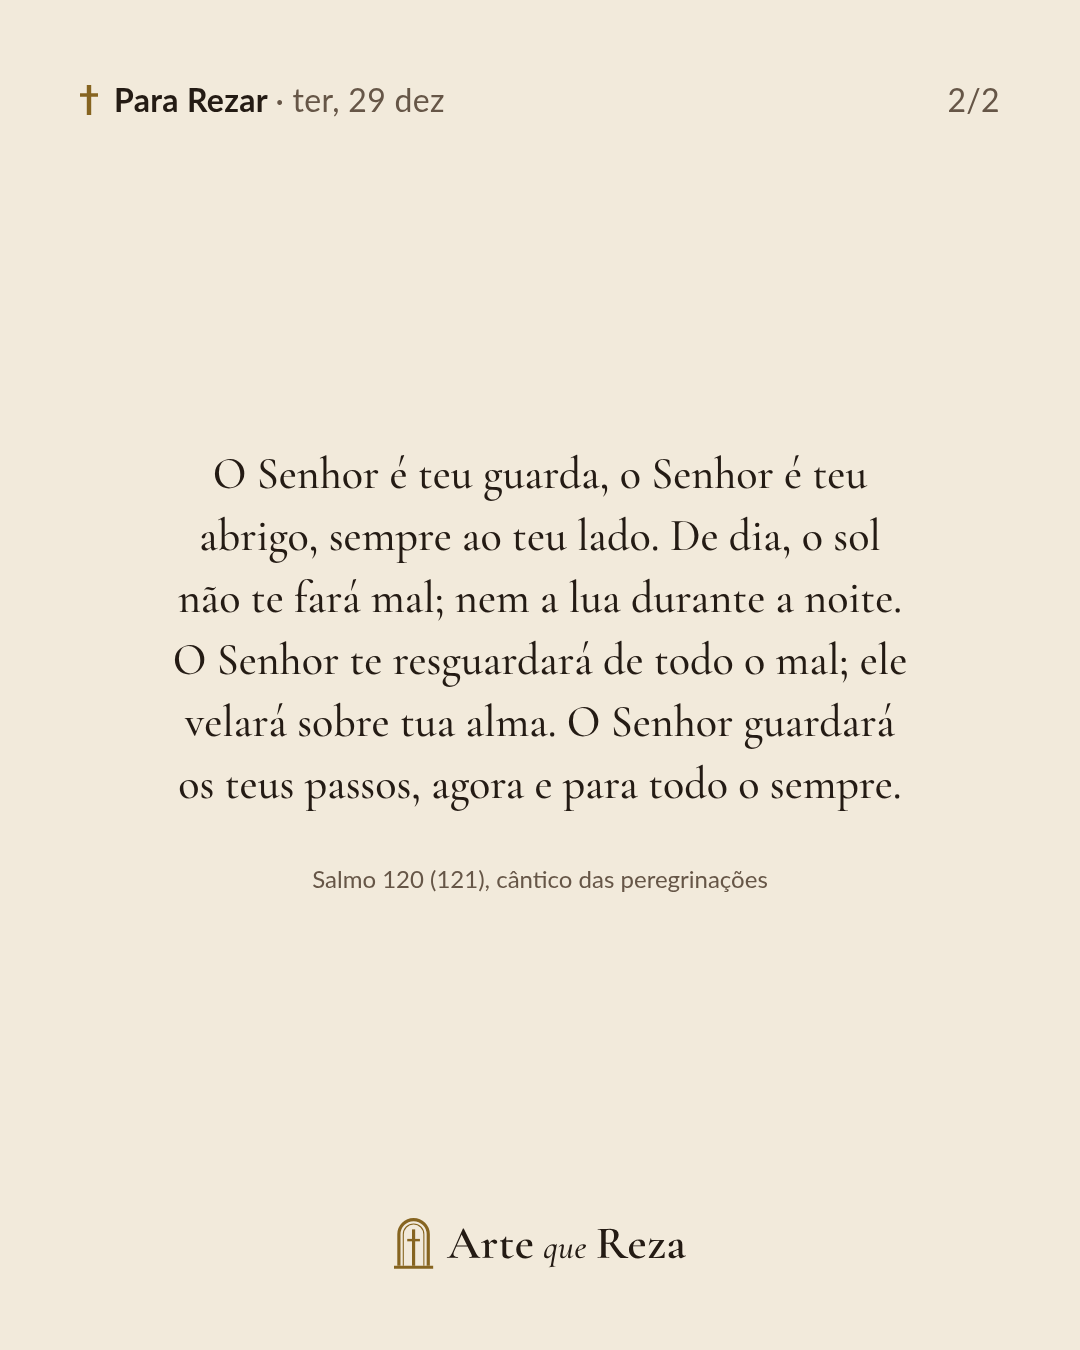 Para Rezar · ter, 29 dez
2/2
O Senhor é teu guarda, o Senhor é teu
abrigo, sempre ao teu lado. De dia, o sol
não te fará mal; nem a lua durante a noite.
O Senhor te resguardará de todo o mal; ele
velará sobre tua alma. O Senhor guardará
os teus passos, agora e para todo o sempre.
Salmo 120 (121), cântico das peregrinações
Arte que Reza